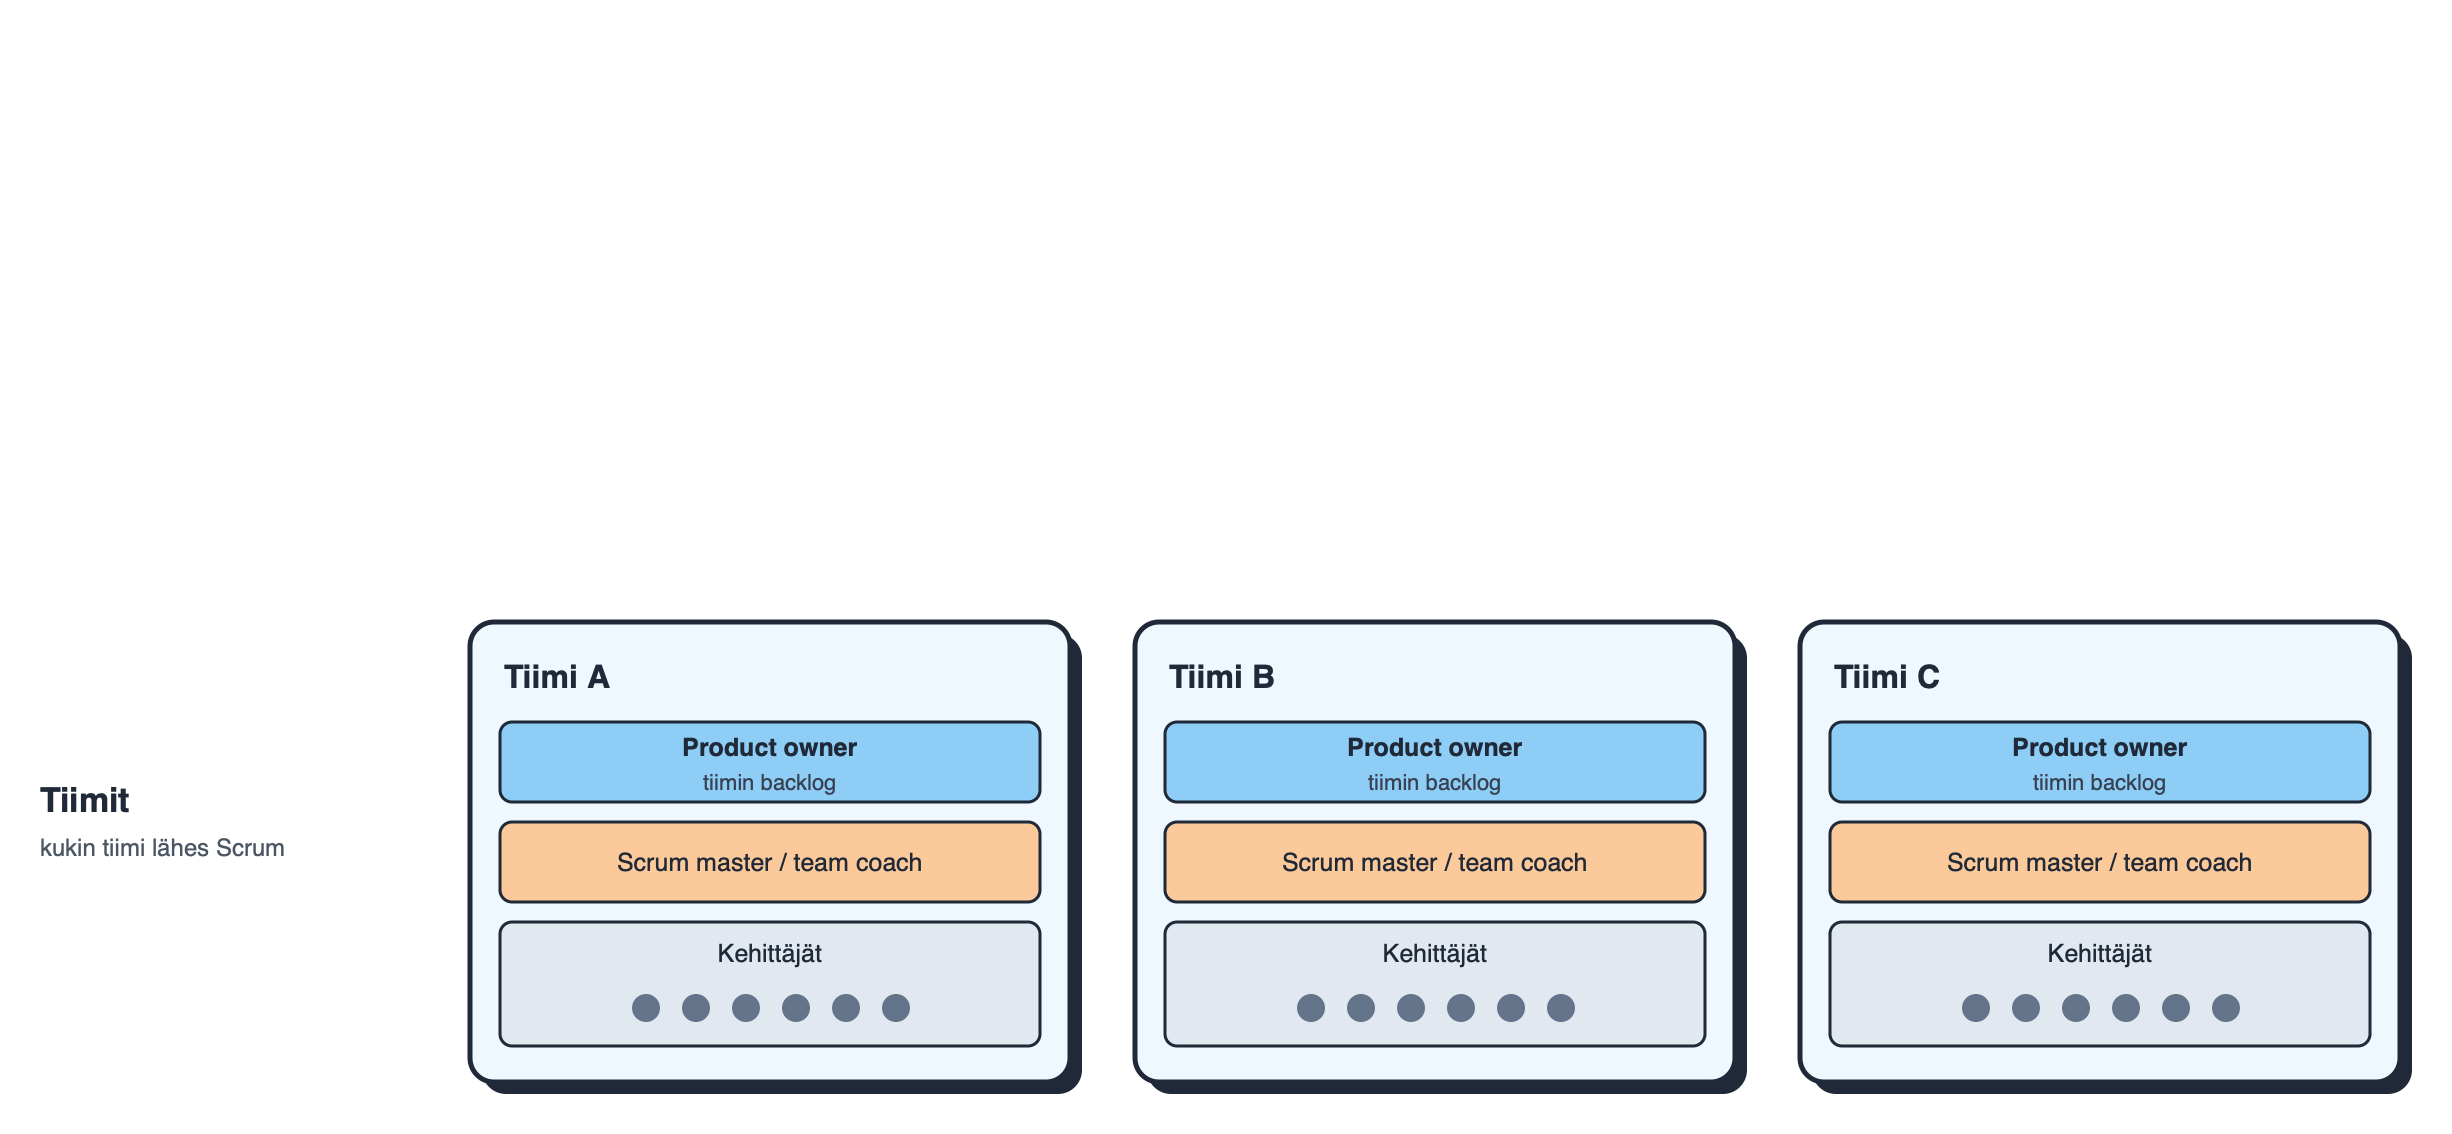 Tiimit
kukin tiimi lähes Scrum
Tiimi A
Product owner
tiimin backlog
Scrum master / team coach
Kehittäjät
Tiimi B
Product owner
tiimin backlog
Scrum master / team coach
Kehittäjät
Tiimi C
Product owner
tiimin backlog
Scrum master / team coach
Kehittäjät